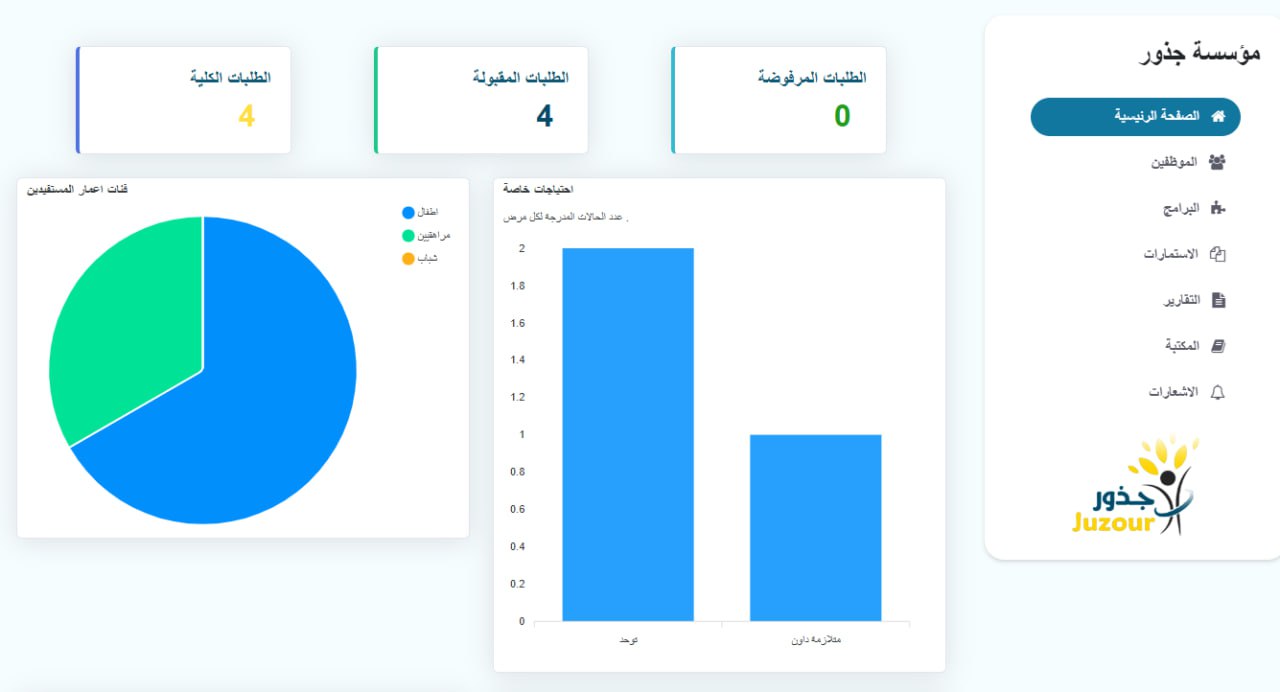 مؤسسة جذور
الصفحة الرئيسية
الموظفين
البرامج
الاستمارات
التقارير
المكتبة
الاشعارات
جذور
Juzour
الطلبات المرفوضة
0
الطلبات المقبولة
4
الطلبات الكلية
4
احتياجات خاصة
عدد الحالات المدرجة لكل مرض .
2
1.8
1.6
1.4
1.2
1
0.8
0.6
0.4
0.2
0
توحد
متلازمة داون
فئات اعمار المستفيدين
اطفال
مراهقين
شباب